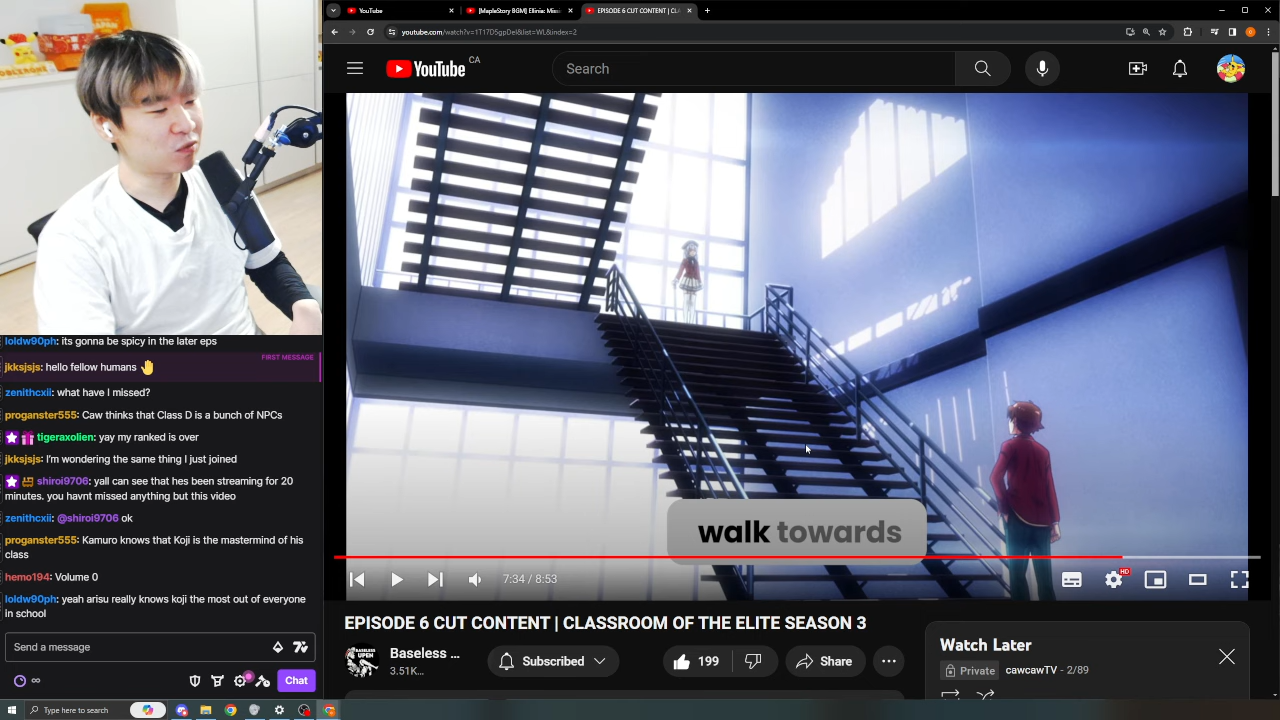 YouTube
[MapleStory BGM] Ellinia: Missi
EPISODE 6 CUT CONTENT | CLA
youtube.com/watch?v=1T17D5gpDeI&list=WL&index=2
YouTube CA
Search
walk towards
7:34 / 8:53
HD
EPISODE 6 CUT CONTENT | CLASSROOM OF THE ELITE SEASON 3
Baseless ...
3.51K...
Subscribed
199
Share
Watch Later
Private
cawcawTV - 2/89
loldw90ph: its gonna be spicy in the later eps
FIRST MESSAGE
jkksjsjs: hello fellow humans 🤚
zenithcxii: what have I missed?
proganster555: Caw thinks that Class D is a bunch of NPCs
tigeraxolien: yay my ranked is over
jkksjsjs: I'm wondering the same thing I just joined
shiroi9706: yall can see that hes been streaming for 20
minutes. you havnt missed anything but this video
zenithcxii: @shiroi9706 ok
proganster555: Kamuro knows that Koji is the mastermind of his
class
hemo194: Volume 0
loldw90ph: yeah arisu really knows koji the most out of everyone
in school
Send a message
∞
Chat
Type here to search